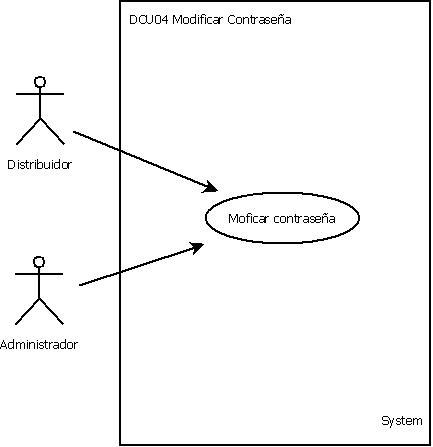 DCU04 Modificar Contraseña
Distribuidor
Moficar contraseña
Administrador
System